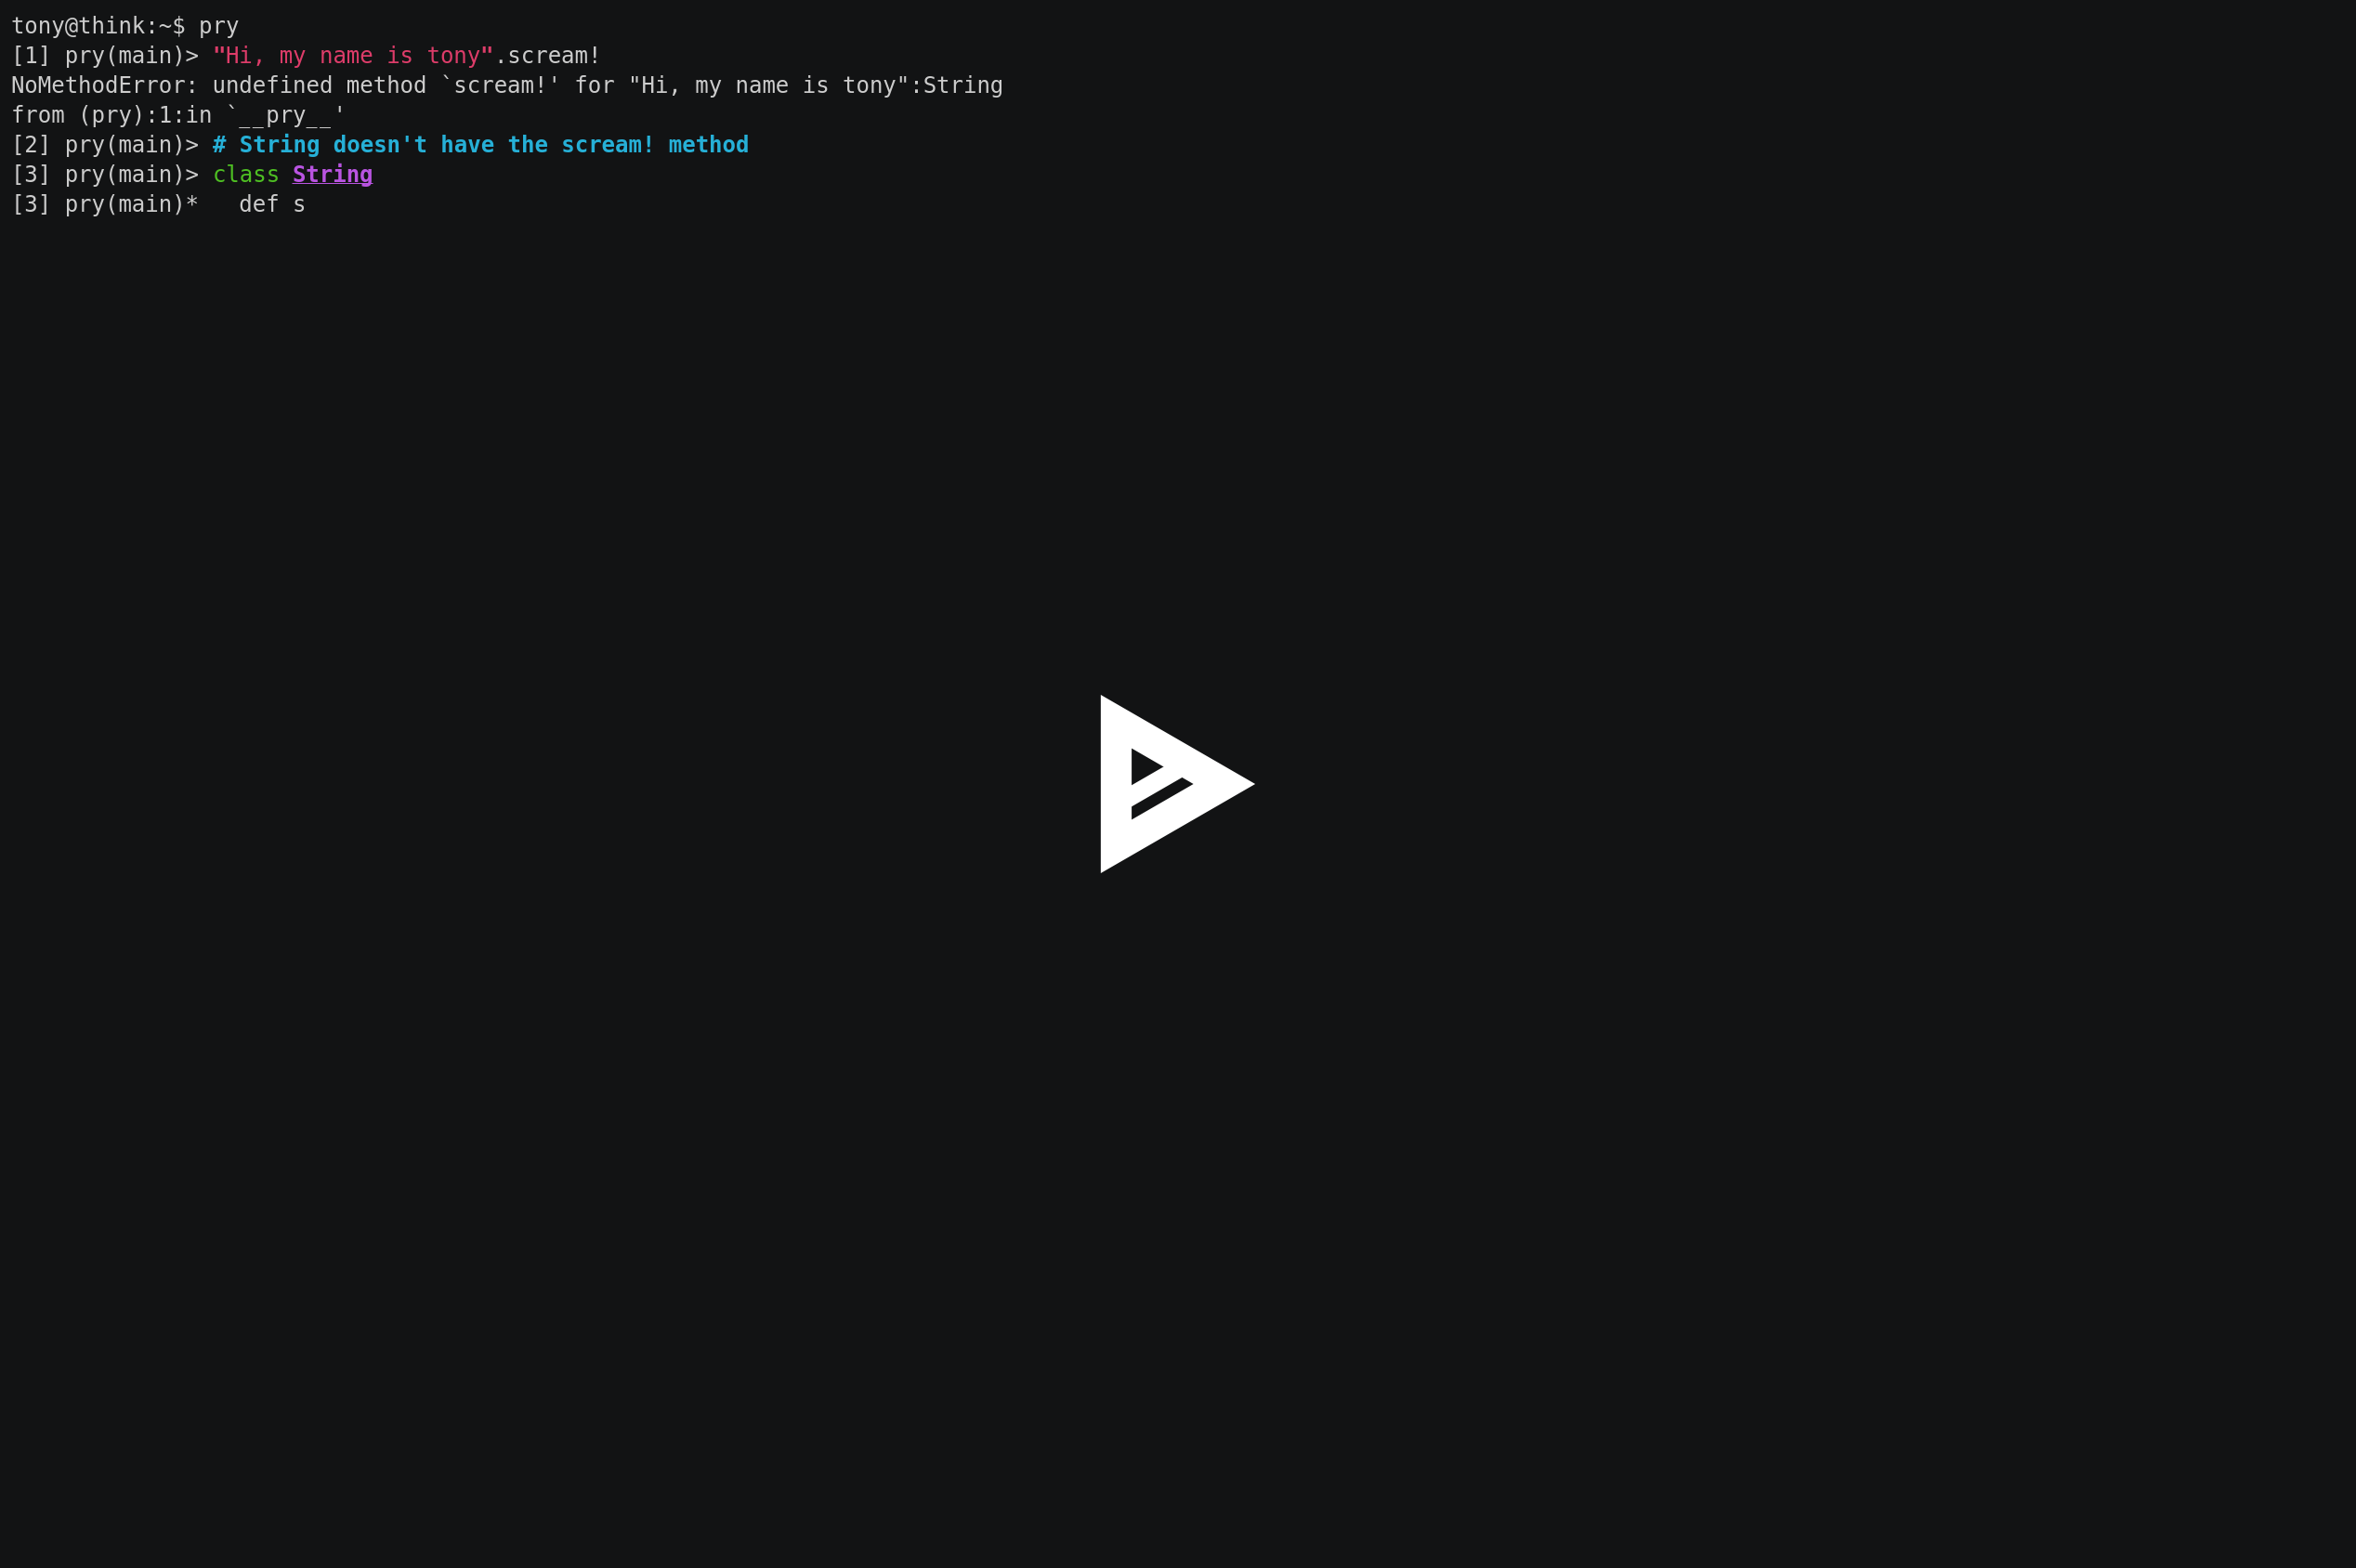 tony@think:~$ pry
[1] pry(main)> "Hi, my name is tony".scream!
NoMethodError: undefined method `scream!' for "Hi, my name is tony":String
from (pry):1:in `__pry__'
[2] pry(main)> # String doesn't have the scream! method
[3] pry(main)> class String
[3] pry(main)*   def s